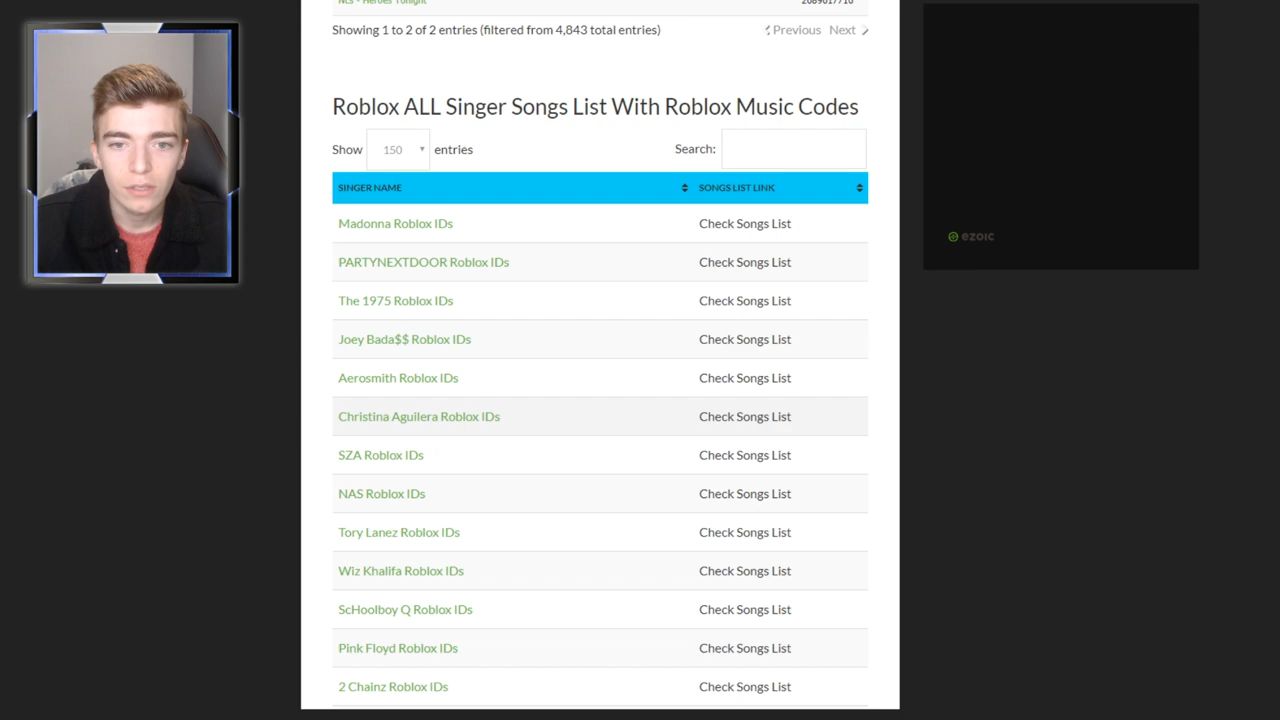 NCS - Heroes Tonight 2689017710
Showing 1 to 2 of 2 entries (filtered from 4,843 total entries) Previous Next
Roblox ALL Singer Songs List With Roblox Music Codes
Show 150 entries Search:
SINGER NAME SONGS LIST LINK
Madonna Roblox IDs Check Songs List
PARTYNEXTDOOR Roblox IDs Check Songs List
The 1975 Roblox IDs Check Songs List
Joey Bada$$ Roblox IDs Check Songs List
Aerosmith Roblox IDs Check Songs List
Christina Aguilera Roblox IDs Check Songs List
SZA Roblox IDs Check Songs List
NAS Roblox IDs Check Songs List
Tory Lanez Roblox IDs Check Songs List
Wiz Khalifa Roblox IDs Check Songs List
ScHoolboy Q Roblox IDs Check Songs List
Pink Floyd Roblox IDs Check Songs List
2 Chainz Roblox IDs Check Songs List
ezoic